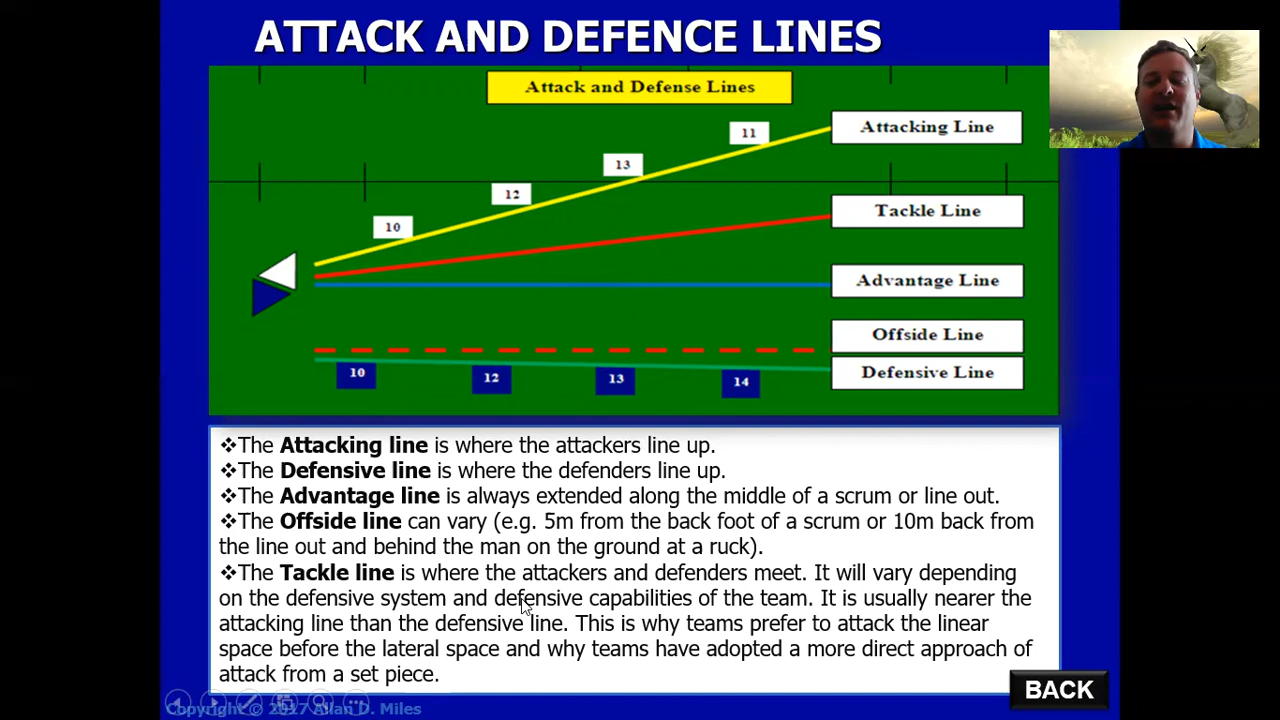 ATTACK AND DEFENCE LINES
Attack and Defense Lines
11
Attacking Line
13
12
Tackle Line
10
Advantage Line
Offside Line
10
12
13
14
Defensive Line
❖The Attacking line is where the attackers line up.
❖The Defensive line is where the defenders line up.
❖The Advantage line is always extended along the middle of a scrum or line out.
❖The Offside line can vary (e.g. 5m from the back foot of a scrum or 10m back from
the line out and behind the man on the ground at a ruck).
❖The Tackle line is where the attackers and defenders meet. It will vary depending
on the defensive system and defensive capabilities of the team. It is usually nearer the
attacking line than the defensive line. This is why teams prefer to attack the linear
space before the lateral space and why teams have adopted a more direct approach of
attack from a set piece.
BACK
Copyright © 2017 Allan D. Miles